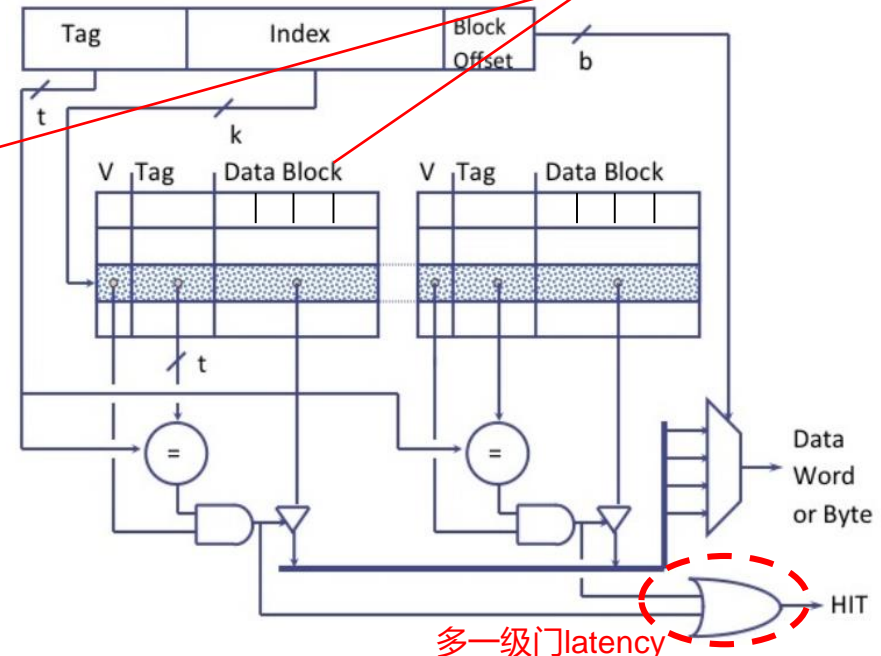 Tag
Index
Block
Offset
b
t
k
V
Tag
Data Block
V
Tag
Data Block
t
=
=
Data
Word
or Byte
HIT
多一级门latency